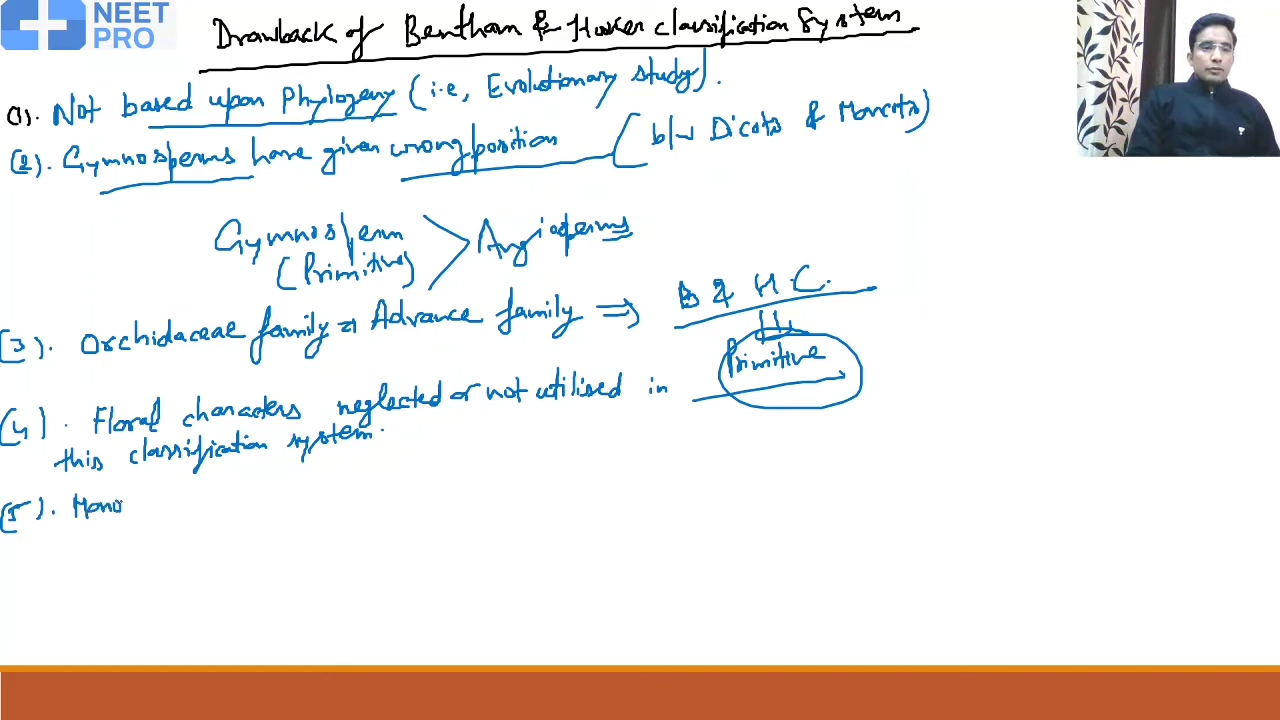 NEET
PRO
Drawback of Bentham & Hooker classification System
(1). Not based upon Phylogeny (i.e, Evolutionary study).
(2). Gymnosperms have given wrong position (b/w Dicots & Monocots)
Gymnosperm > Angiosperms
(Primitive)
(3). Orchidaceae family => Advance family => B & H C.
Primitive
(4). Floral characters neglected or not utilised in
this classification system.
(5). Mono